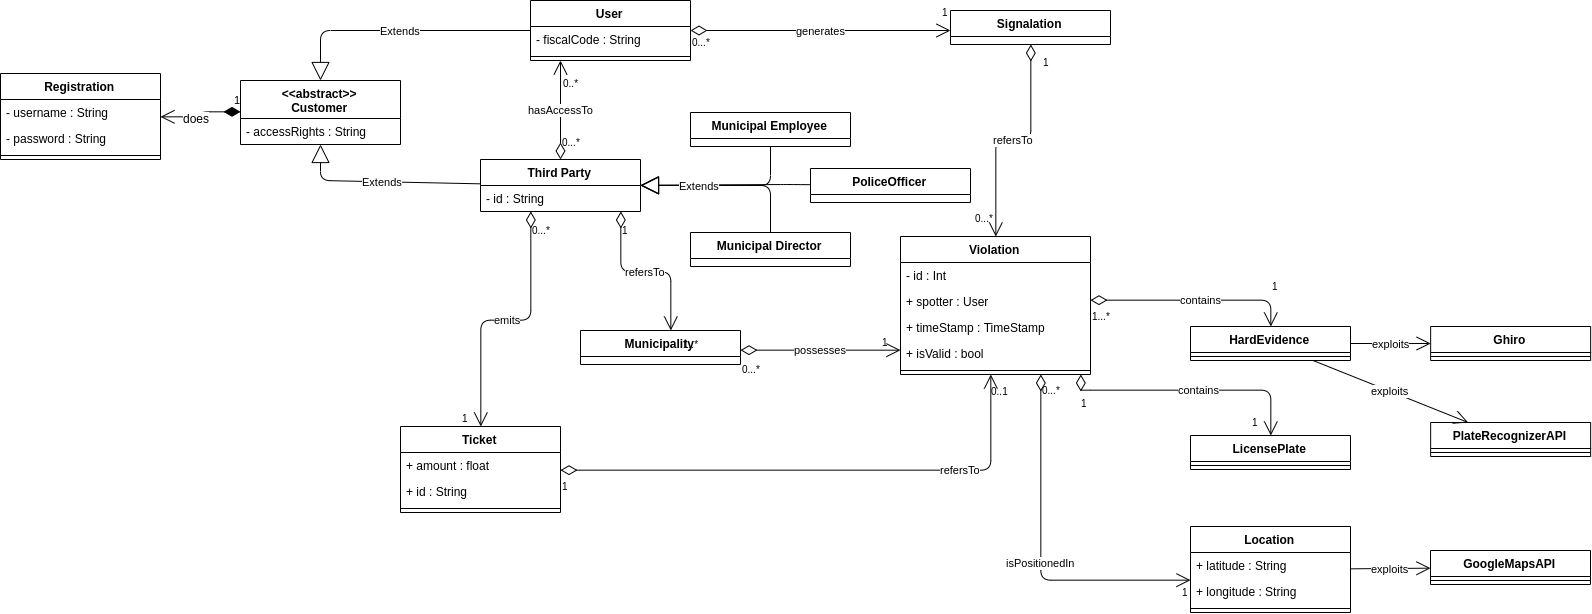 User
- fiscalCode : String
Signalation
1
Extends
0...*
generates
Registration
- username : String
- password : String
does
1
<<abstract>>
Customer
- accessRights : String
0..*
hasAccessTo
0...*
Municipal Employee
1
refersTo
Third Party
- id : String
Extends
Extends
PoliceOfficer
Municipal Director
0...*
1
refersTo
0...*
Violation
- id : Int
+ spotter : User
+ timeStamp : TimeStamp
+ isValid : bool
1...*
contains
1
HardEvidence
exploits
Ghiro
emits
Municipality
0...*
possesses
1
0..1
0...*
1
contains
1
exploits
LicensePlate
PlateRecognizerAPI
1
Ticket
+ amount : float
+ id : String
1
refersTo
isPositionedIn
1
Location
+ latitude : String
+ longitude : String
exploits
GoogleMapsAPI